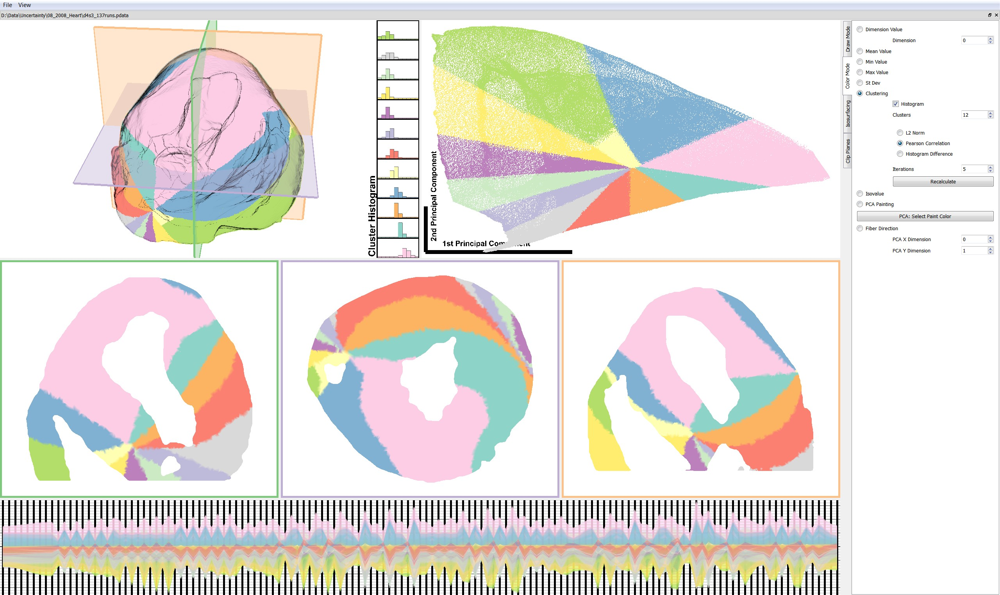 File View
D:\Data\Uncertainty\08_2008_Heart\d4s3_137runs.pdata
Cluster Histogram
2nd Principal Component
1st Principal
Draw Mode
Color Mode
Isosurfacing
Clip Planes
Dimension Value
Dimension 0
Mean Value
Min Value
Max Value
St Dev
Clustering
Histogram
Clusters 12
L2 Norm
Pearson Correlation
Histogram Difference
Iterations 5
Recalculate
Isovalue
PCA Painting
PCA: Select Paint Color
Fiber Direction
PCA X Dimension 0
PCA Y Dimension 1